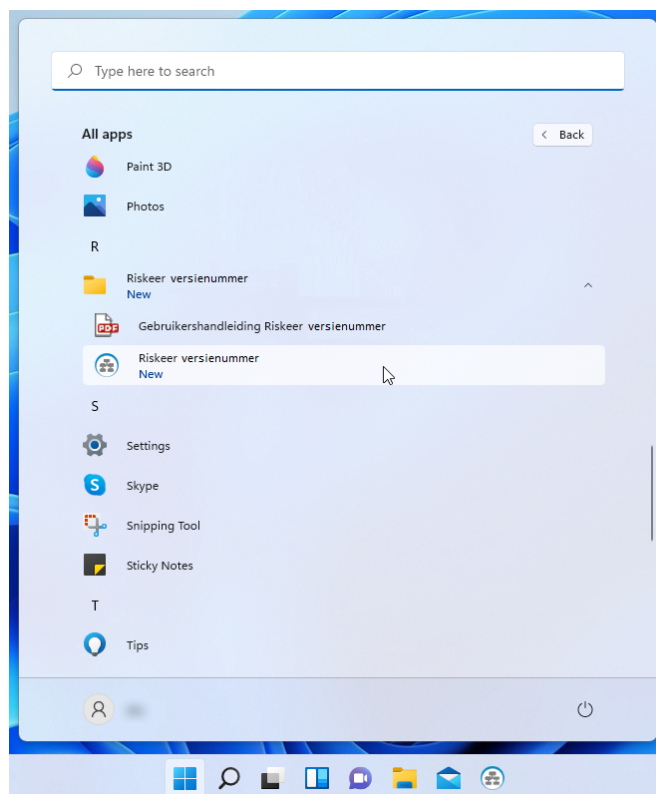 Type here to search
All apps
Back
Paint 3D
Photos
R
Riskeer versienummer
New
PDF
Gebruikershandleiding Riskeer versienummer
Riskeer versienummer
New
S
Settings
S
Skype
Snipping Tool
Sticky Notes
T
Tips